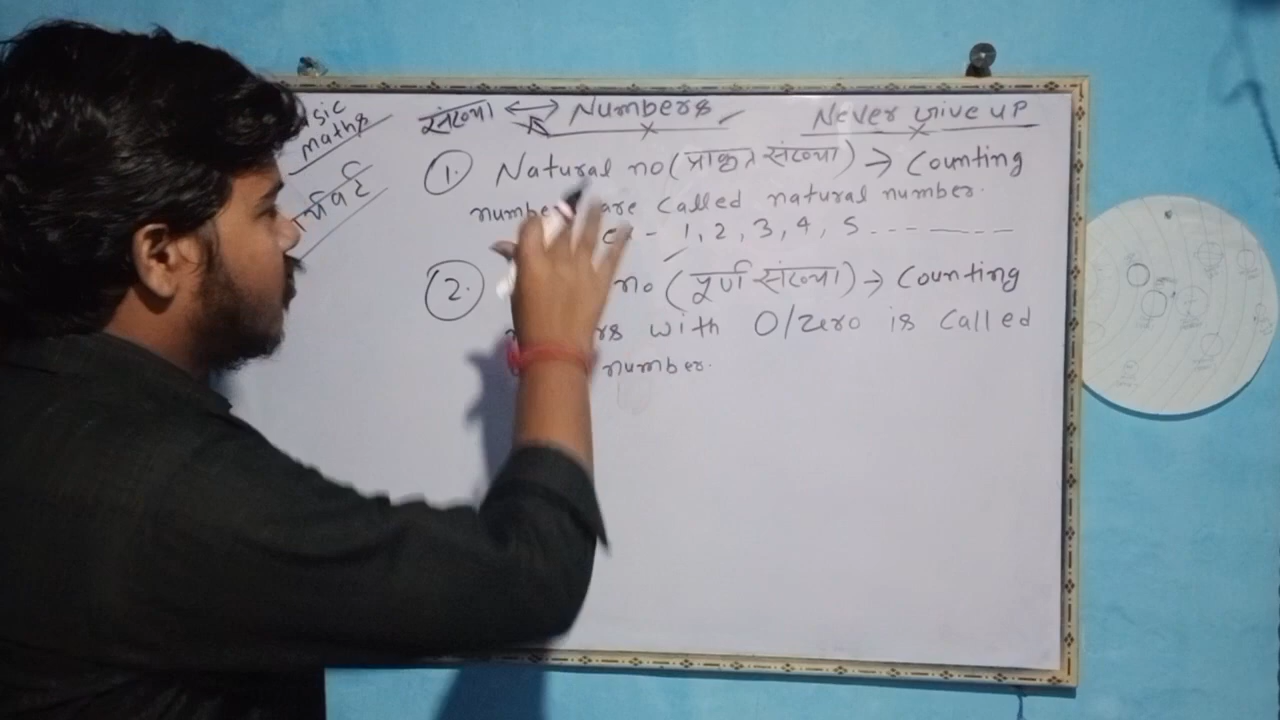 maths
संख्या ↔ Numbers
Never Give up
1. Natural no (प्राकृत संख्या) → Counting
are called natural number.
1, 2, 3, 4, 5 - - - - - -
2. no (पूर्ण संख्या) → Counting
with 0/zero is called
number.